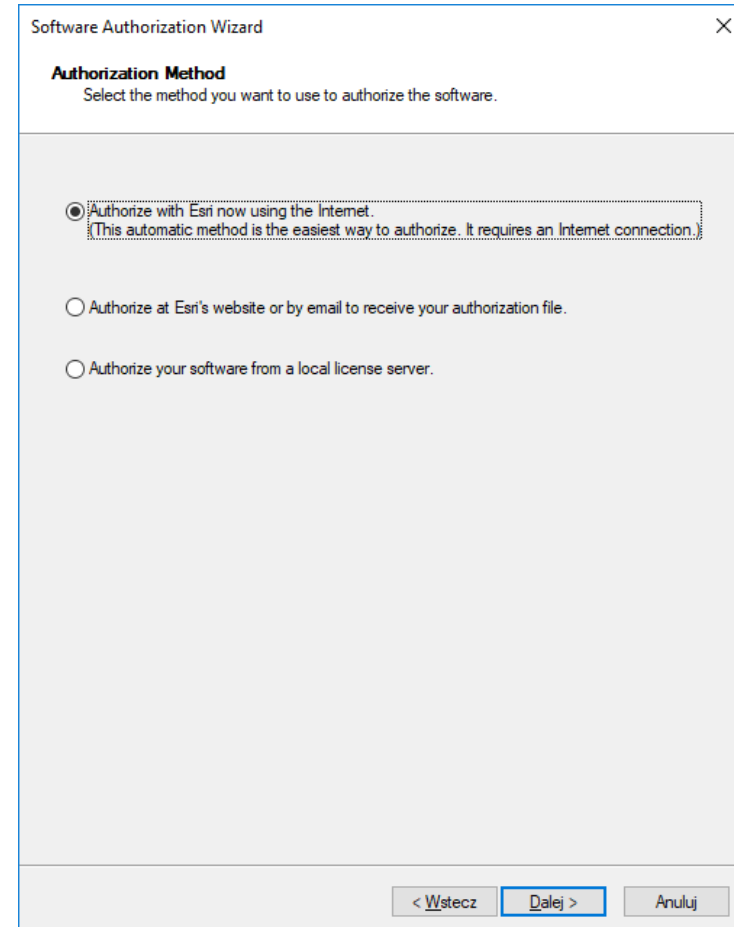 Software Authorization Wizard
Authorization Method
Select the method you want to use to authorize the software.
Authorize with Esri now using the Internet.
(This automatic method is the easiest way to authorize. It requires an Internet connection.)
Authorize at Esri's website or by email to receive your authorization file.
Authorize your software from a local license server.
< Wstecz
Dalej >
Anuluj